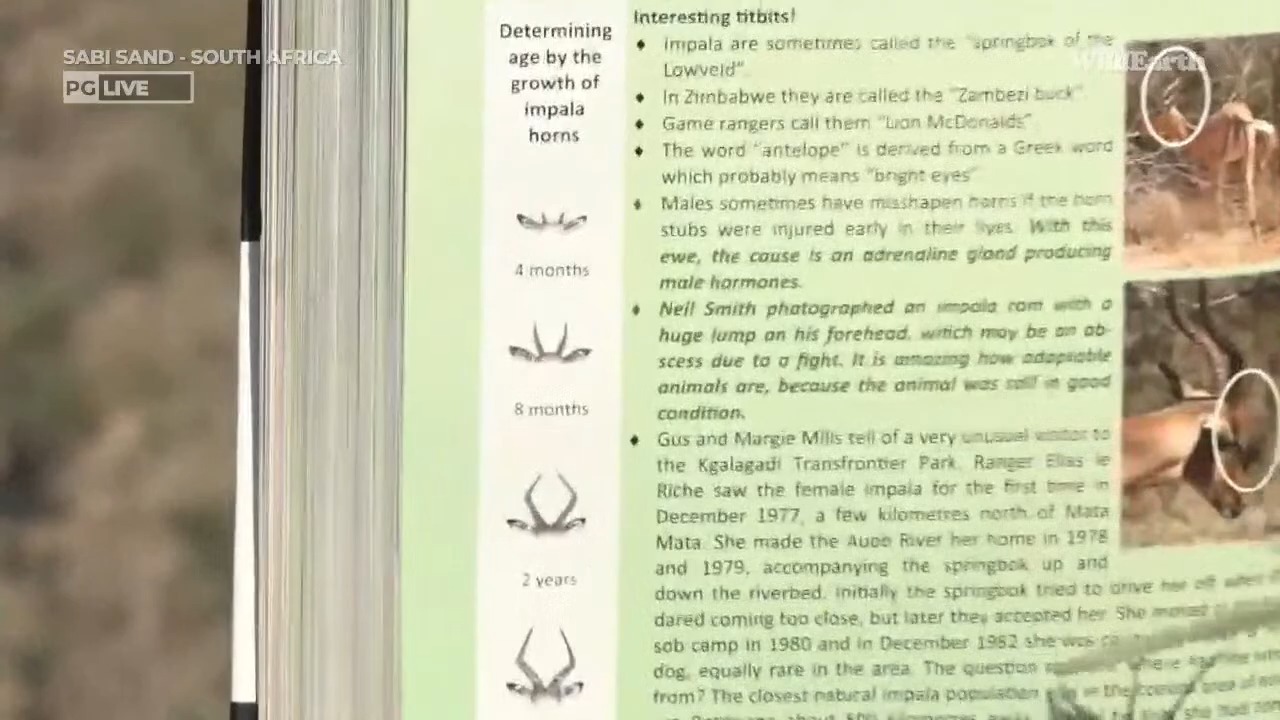 SABI SAND - SOUTH AFRICA
PG LIVE
WildEarth
Determining
age by the
growth of
impala
horns
4 months
8 months
2 years
Interesting titbits!
Impala are sometimes called the "springbok of the
Lowveld".
In Zimbabwe they are called the "Zambezi buck".
Game rangers call them "Lion McDonalds"
The word "antelope" is derived from a Greek word
which probably means "bright eyes"
Males sometimes have misshapen horns if the horn
stubs were injured early in their lives. With this
ewe, the cause is an adrenaline gland producing
male hormones.
Neil Smith photographed an impala ram with a
huge lump on his forehead, which may be an ab-
scess due to a fight. It is amazing how adaptable
animals are, because the animal was still in good
condition.
Gus and Margie Mills tell of a very unusual visitor to
the Kgalagadi Transfrontier Park. Ranger Elias le
Riche saw the female impala for the first time in
December 1977, a few kilometres north of Mata
Mata. She made the Auob River her home in 1978
and 1979, accompanying the springbok up and
down the riverbed. Initially the springbok tried to drive her off when
dared coming too close, but later they accepted her. She moved
sob camp in 1980 and in December 1982 she was
dog, equally rare in the area. The question
from? The closest natural impala population